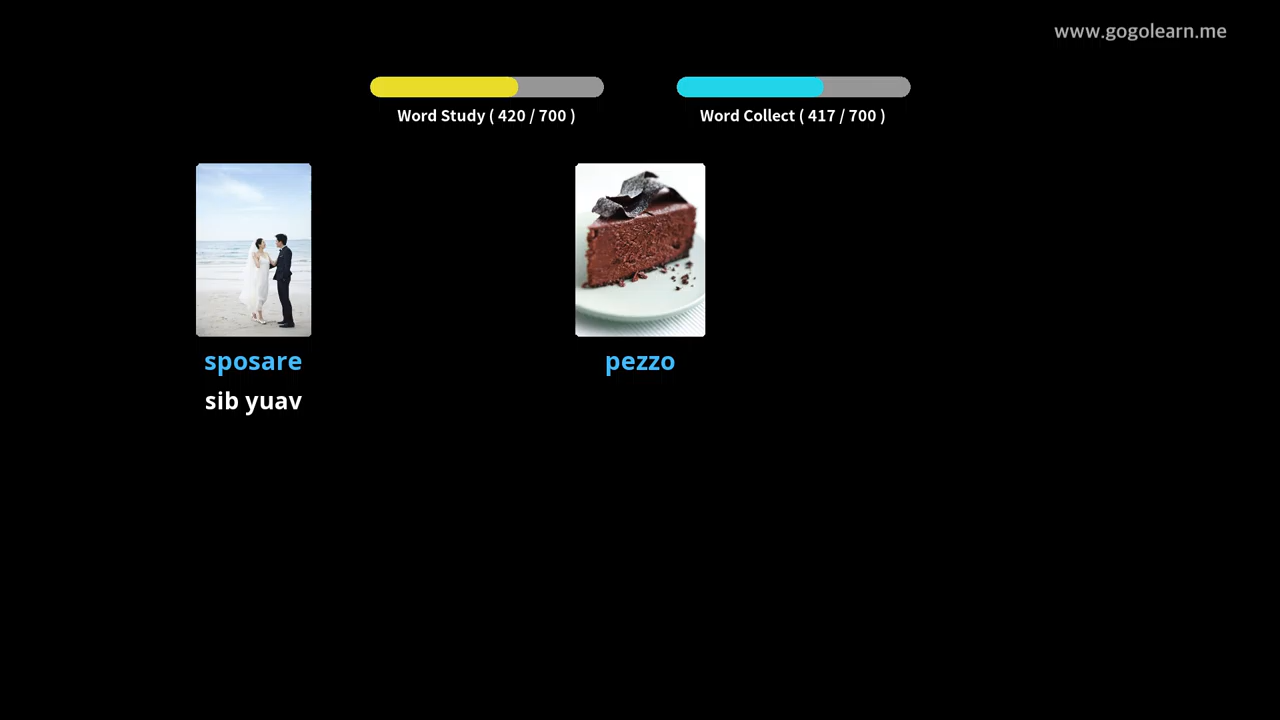 www.gogolearn.me
Word Study ( 420 / 700 )
Word Collect ( 417 / 700 )
sposare
pezzo
sib yuav